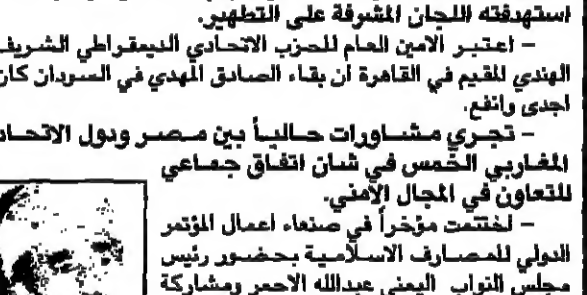 استهدفته اللجان المشرفة على التطهير.
– اعتبر الامين العام للحزب الاتحادي الديمقراطي الشريف
الهندي المقيم في القاهرة ان بقاء الصادق المهدي في السودان كان
اجدى وانفع.
– تجري مشاورات حالياً بين مصر ودول الاتحاد
المغاربي الخمس في شان اتفاق جماعي
للتعاون في المجال الامني.
– اختتمت مؤخراً في صنعاء اعمال المؤتمر
الدولي للمصارف الاسلامية بحضور رئيس
مجلس النواب اليمني عبدالله الاحمر ومشاركة